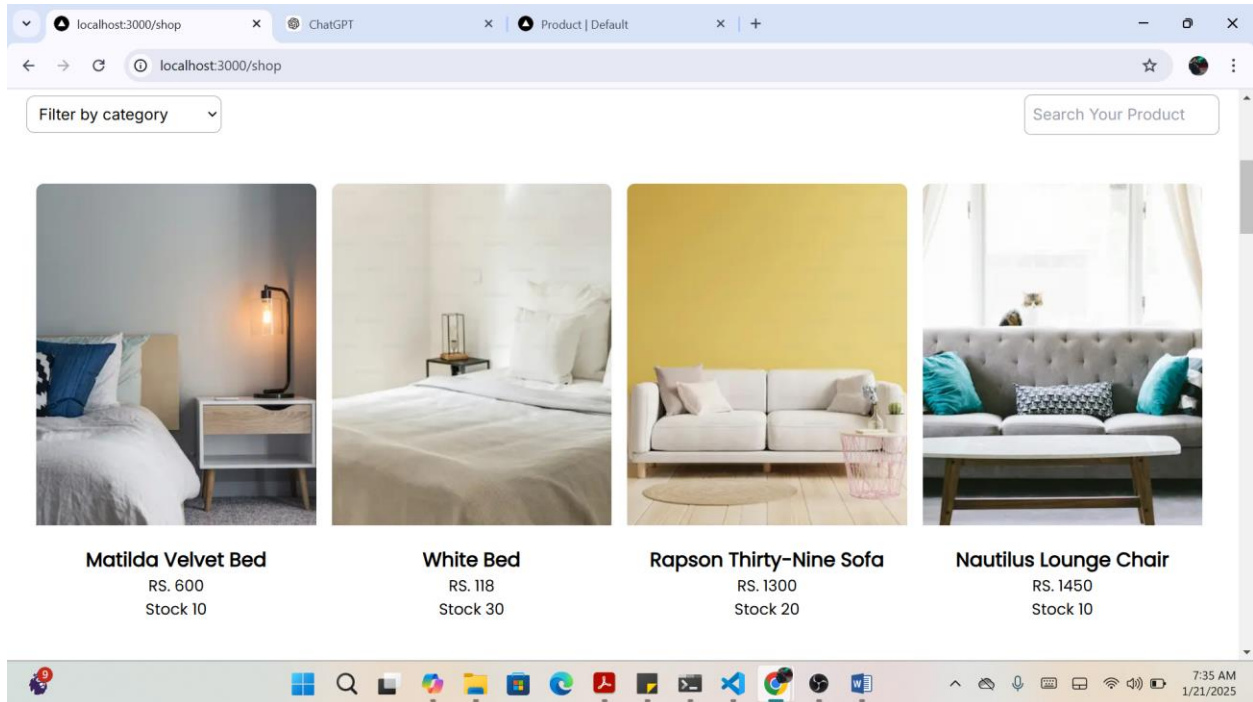 localhost:3000/shop
ChatGPT
Product | Default
localhost:3000/shop
Filter by category
Search Your Product
Matilda Velvet Bed
White Bed
Rapson Thirty-Nine Sofa
Nautilus Lounge Chair
RS. 600
RS. 118
RS. 1300
RS. 1450
Stock 10
Stock 30
Stock 20
Stock 10
9
7:35 AM
1/21/2025